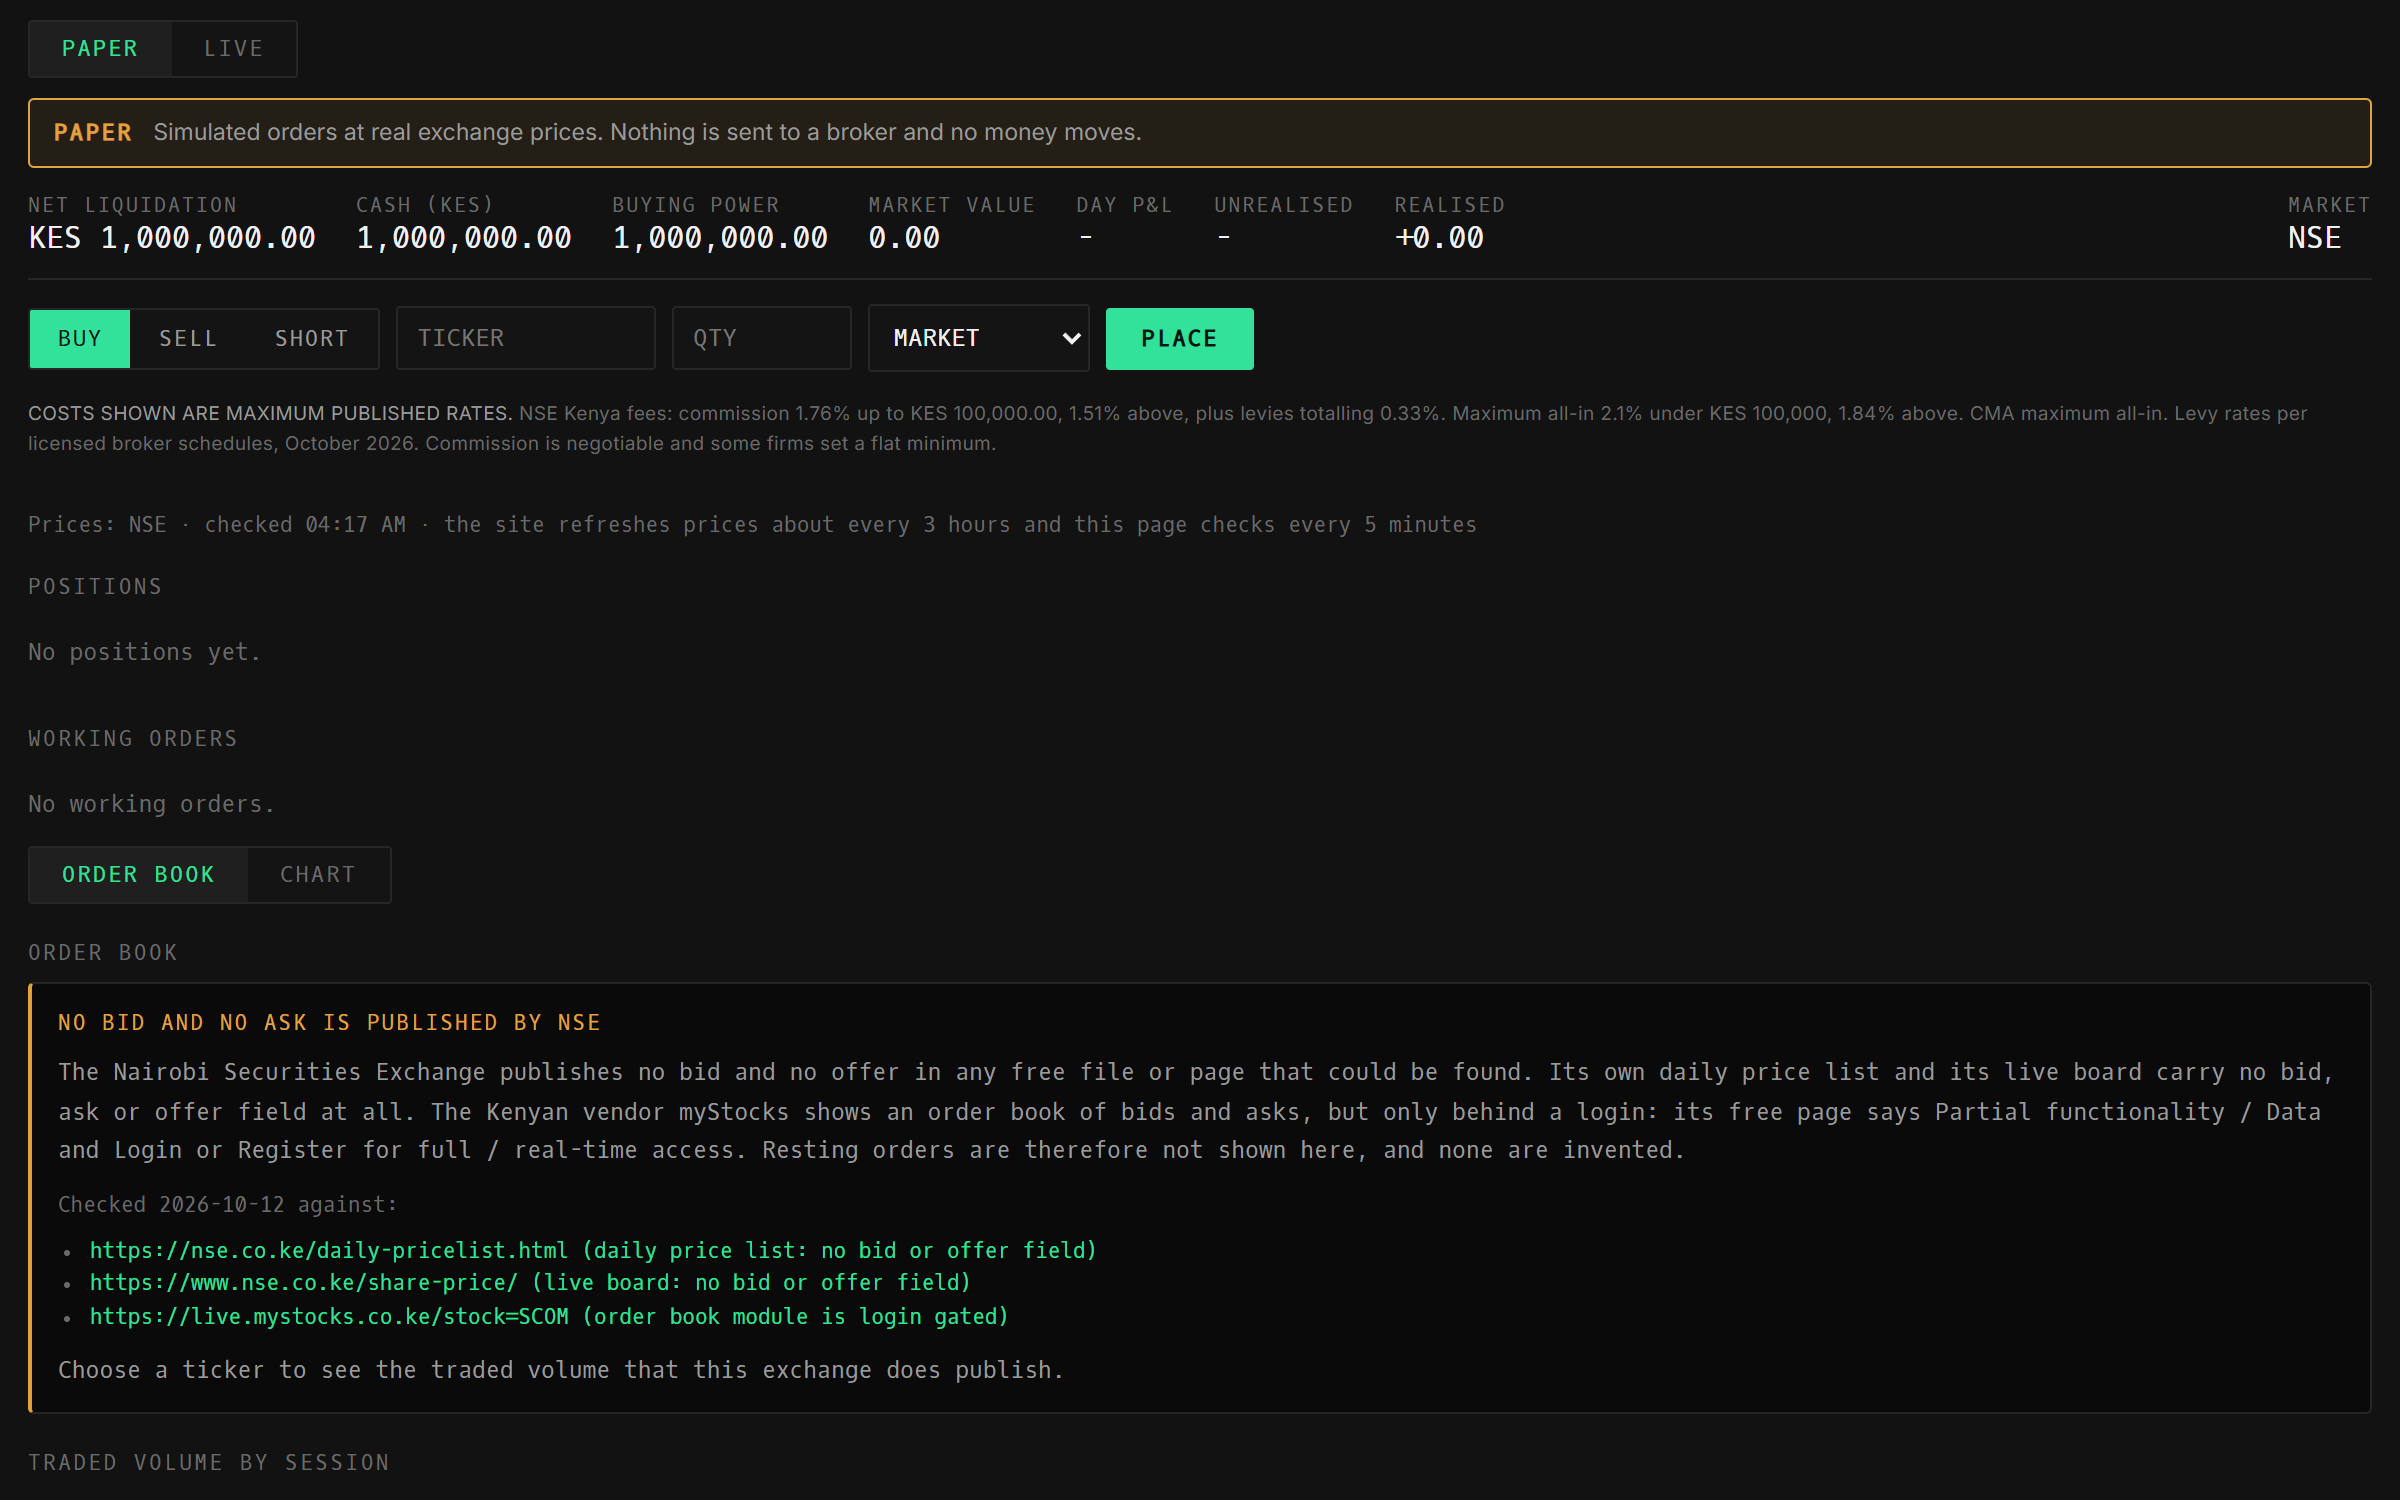 PAPER LIVE
PAPER Simulated orders at real exchange prices. Nothing is sent to a broker and no money moves.
NET LIQUIDATION CASH (KES) BUYING POWER MARKET VALUE DAY P&L UNREALISED REALISED MARKET
KES 1,000,000.00 1,000,000.00 1,000,000.00 0.00 - - +0.00 NSE
BUY SELL SHORT TICKER QTY MARKET PLACE
COSTS SHOWN ARE MAXIMUM PUBLISHED RATES. NSE Kenya fees: commission 1.76% up to KES 100,000.00, 1.51% above, plus levies totalling 0.33%. Maximum all-in 2.1% under KES 100,000, 1.84% above. CMA maximum all-in. Levy rates per
licensed broker schedules, October 2026. Commission is negotiable and some firms set a flat minimum.
Prices: NSE · checked 04:17 AM · the site refreshes prices about every 3 hours and this page checks every 5 minutes
POSITIONS
No positions yet.
WORKING ORDERS
No working orders.
ORDER BOOK CHART
ORDER BOOK
NO BID AND NO ASK IS PUBLISHED BY NSE
The Nairobi Securities Exchange publishes no bid and no offer in any free file or page that could be found. Its own daily price list and its live board carry no bid,
ask or offer field at all. The Kenyan vendor myStocks shows an order book of bids and asks, but only behind a login: its free page says Partial functionality / Data
and Login or Register for full / real-time access. Resting orders are therefore not shown here, and none are invented.
Checked 2026-10-12 against:
• https://nse.co.ke/daily-pricelist.html (daily price list: no bid or offer field)
• https://www.nse.co.ke/share-price/ (live board: no bid or offer field)
• https://live.mystocks.co.ke/stock=SCOM (order book module is login gated)
Choose a ticker to see the traded volume that this exchange does publish.
TRADED VOLUME BY SESSION